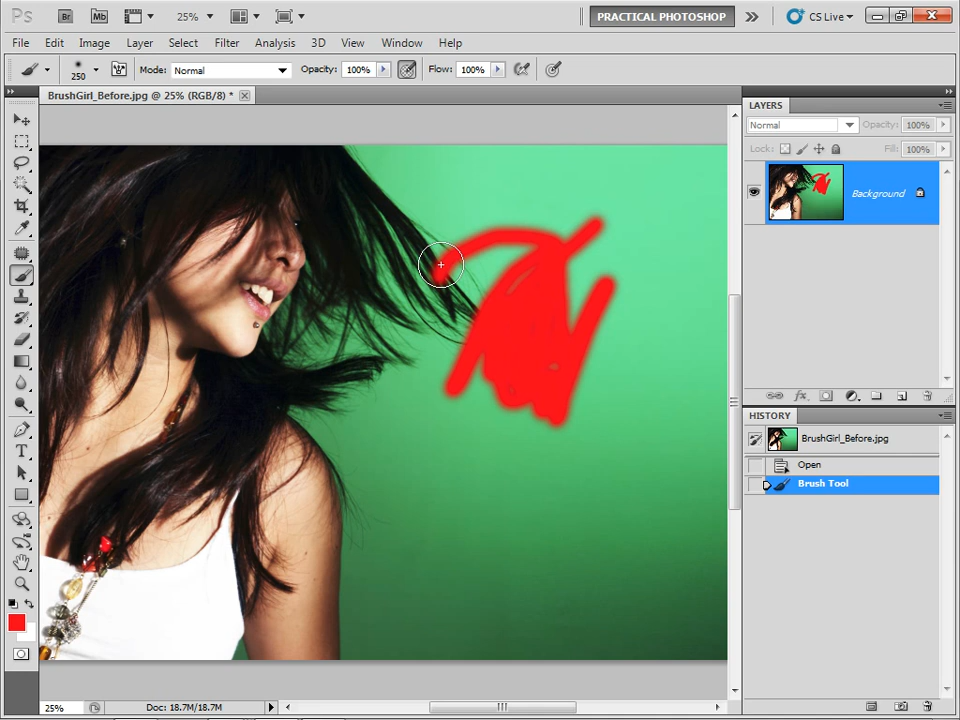 Ps Br Mb 25% PRACTICAL PHOTOSHOP CS Live
File Edit Image Layer Select Filter Analysis 3D View Window Help
250 Mode: Normal Opacity: 100% Flow: 100%
BrushGirl_Before.jpg @ 25% (RGB/8) *
LAYERS
Normal Opacity: 100%
Lock: Fill: 100%
Background
fx
HISTORY
BrushGirl_Before.jpg
Open
Brush Tool
T
25% Doc: 18.7M/18.7M